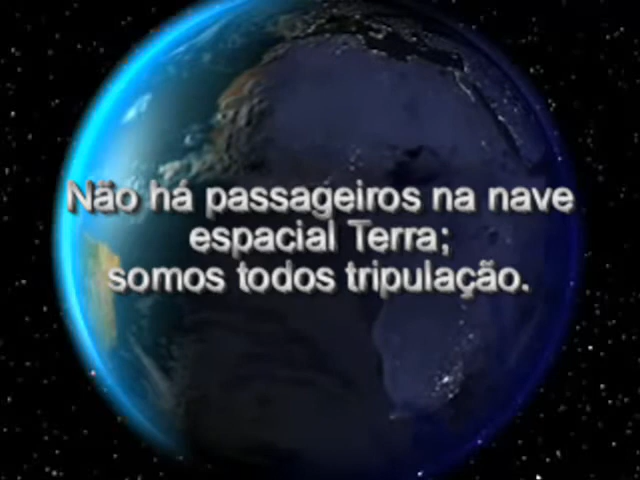 Não há passageiros na nave
espacial Terra;
somos todos tripulação.